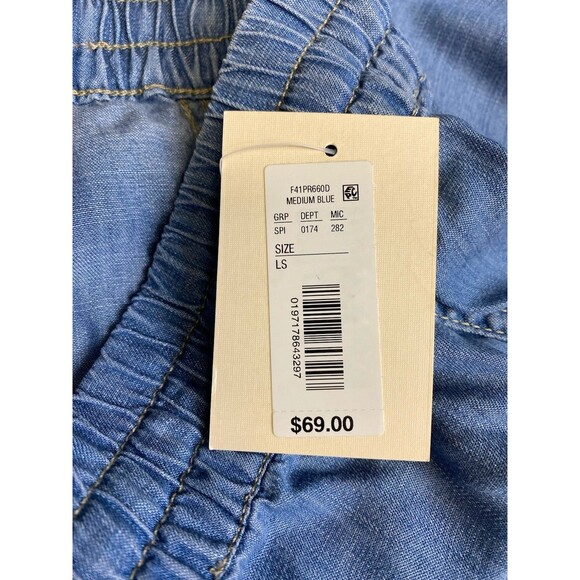 F41PR660D
MEDIUM BLUE
GRP DEPT MIC
SPI 0174 282
SIZE
LS
0197178643297
$69.00